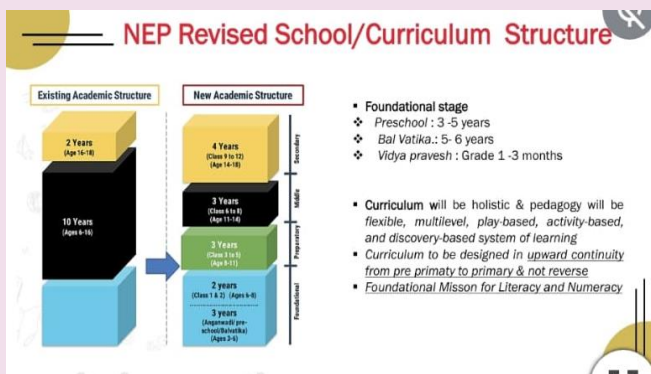 NEP Revised School/Curriculum Structure
Existing Academic Structure
New Academic Structure
2 Years
(Age 16-18)
10 Years
(Ages 6-16)
4 Years
(Class 9 to 12)
(Age 14-18)
Secondary
3 Years
(Class 6 to 8)
(Age 11-14)
Middle
3 Years
(Class 3 to 5)
(Age 8-11)
Preparatory
2 years
(Class 1 & 2) (Ages 6-8)
3 years
(Anganwadi/ pre-
school/Balvatika)
(Ages 3-6)
Foundational
▪ Foundational stage
❖ Preschool : 3 -5 years
❖ Bal Vatika.: 5- 6 years
❖ Vidya pravesh : Grade 1 -3 months
▪ Curriculum will be holistic & pedagogy will be
flexible, multilevel, play-based, activity-based,
and discovery-based system of learning
▪ Curriculum to be designed in upward continuity
from pre primaty to primary & not reverse
▪ Foundational Misson for Literacy and Numeracy